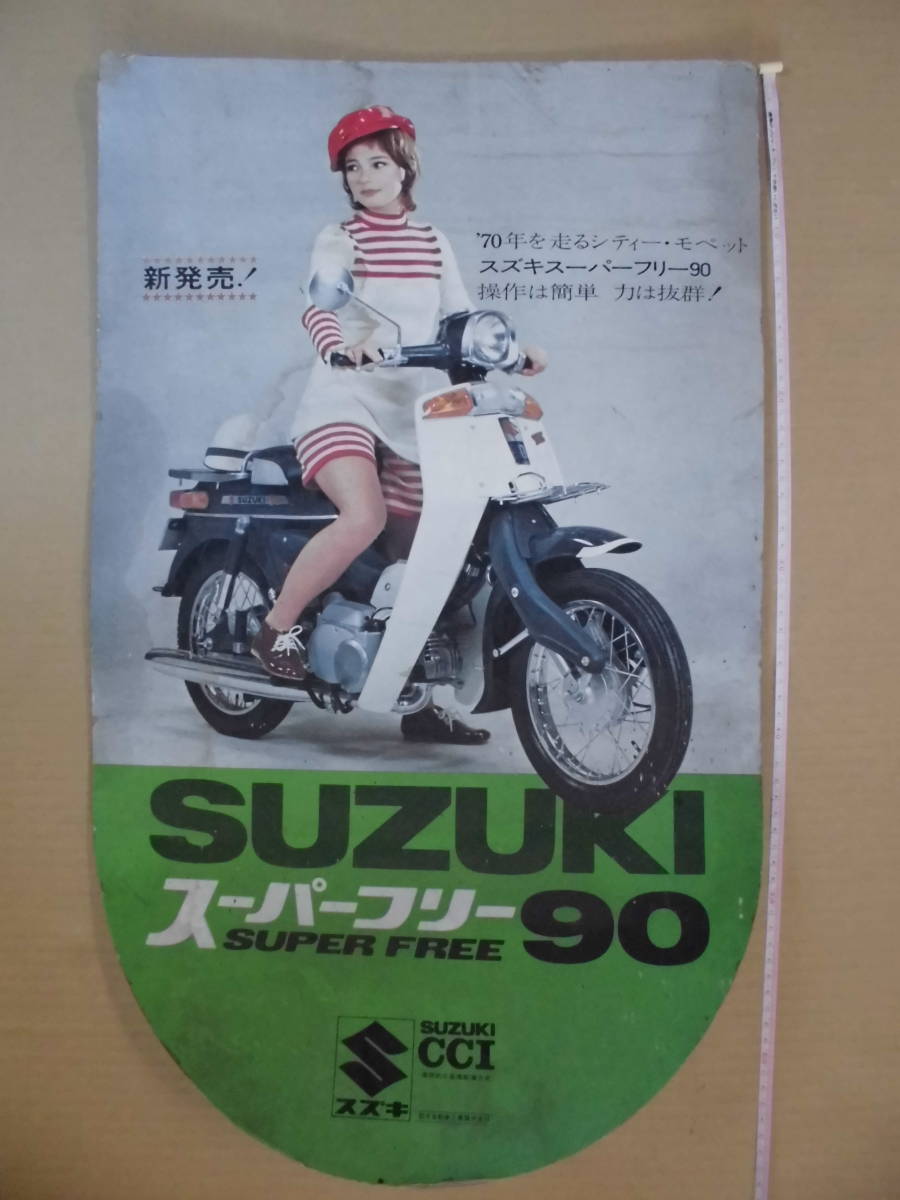 新発売!
'70年を走るシティー・モペット
スズキスーパーフリー90
操作は簡単 力は抜群!
SUZUKI
SUZUKI
スーパーフリー
SUPER FREE
90
SUZUKI
CCI
スズキ